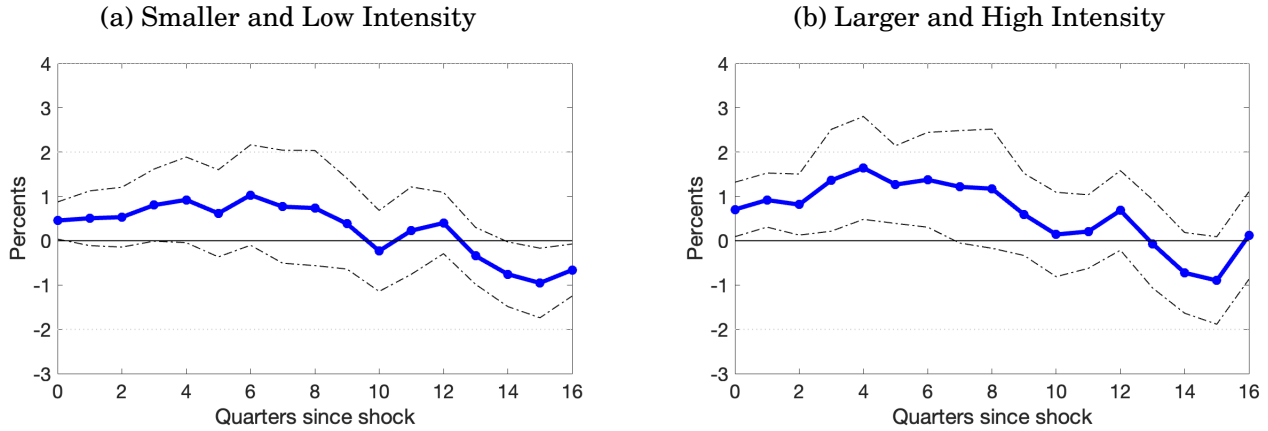 (a) Smaller and Low Intensity
4
3
2
1
0
-1
-2
-3
Percents
0 2 4 6 8 10 12 14 16
Quarters since shock
(b) Larger and High Intensity
4
3
2
1
0
-1
-2
-3
Percents
0 2 4 6 8 10 12 14 16
Quarters since shock